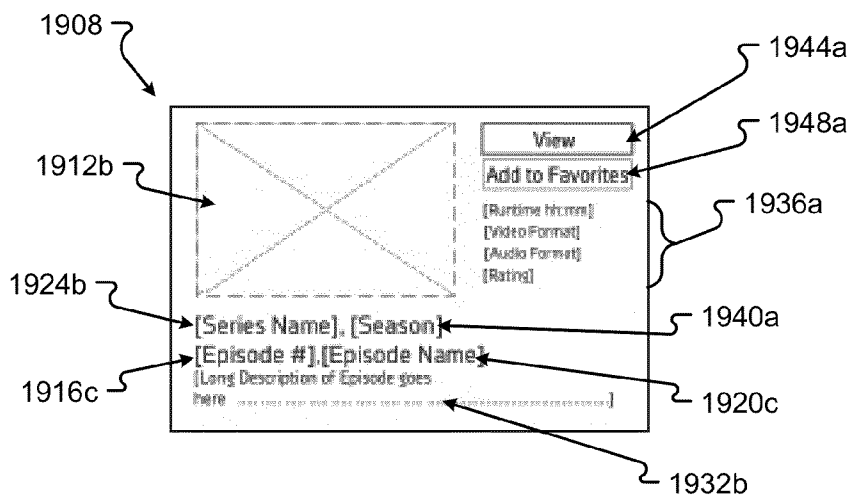 1908
1944a
1948a
1912b
View
Add to Favorites
[Runtime hh:mm]
[Video Format]
[Audio Format]
[Rating]
1936a
1924b
[Series Name], [Season]
1940a
[Episode #],[Episode Name]
1916c
[Long Description of Episode goes
here ....................................................]
1920c
1932b